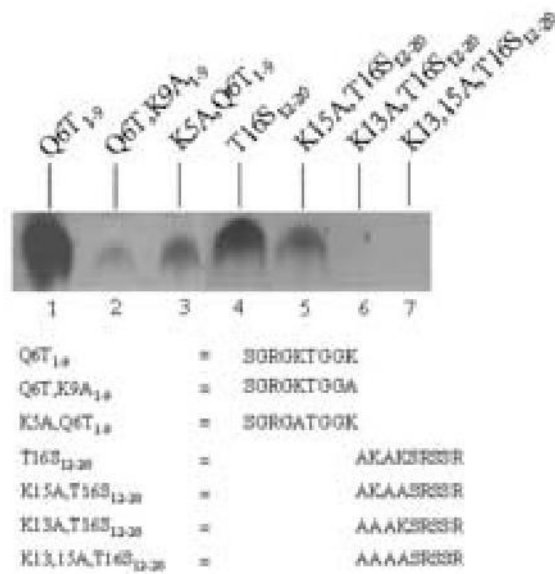 Q6T1-9
Q6T,K9A1-9
K5A,Q6T1-9
T16S12-20
K15A,T16S12-20
K13A,T16S12-20
K13,15A,T16S12-20
1 2 3 4 5 6 7
Q6T1-9 = SGRGKTGGK
Q6T,K9A1-9 = SGRGKTGGA
K5A,Q6T1-9 = SGRGATGGK
T16S12-20 = AKAKSRSSR
K15A,T16S12-20 = AKAASRSSR
K13A,T16S12-20 = AAAKSRSSR
K13,15A,T16S12-20 = AAAASRSSR